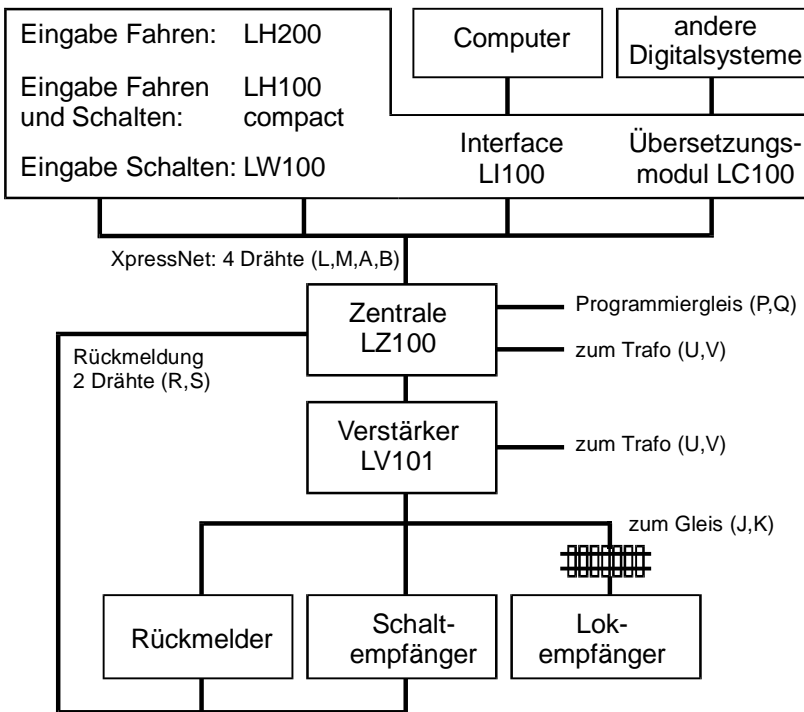 Eingabe Fahren: LH200
Eingabe Fahren LH100
und Schalten: compact
Eingabe Schalten: LW100
Computer
andere
Digitalsysteme
Interface
LI100
Übersetzungs-
modul LC100
XpressNet: 4 Drähte (L,M,A,B)
Zentrale
LZ100
Programmiergleis (P,Q)
zum Trafo (U,V)
Rückmeldung
2 Drähte (R,S)
Verstärker
LV101
zum Trafo (U,V)
zum Gleis (J,K)
Rückmelder
Schalt-
empfänger
Lok-
empfänger